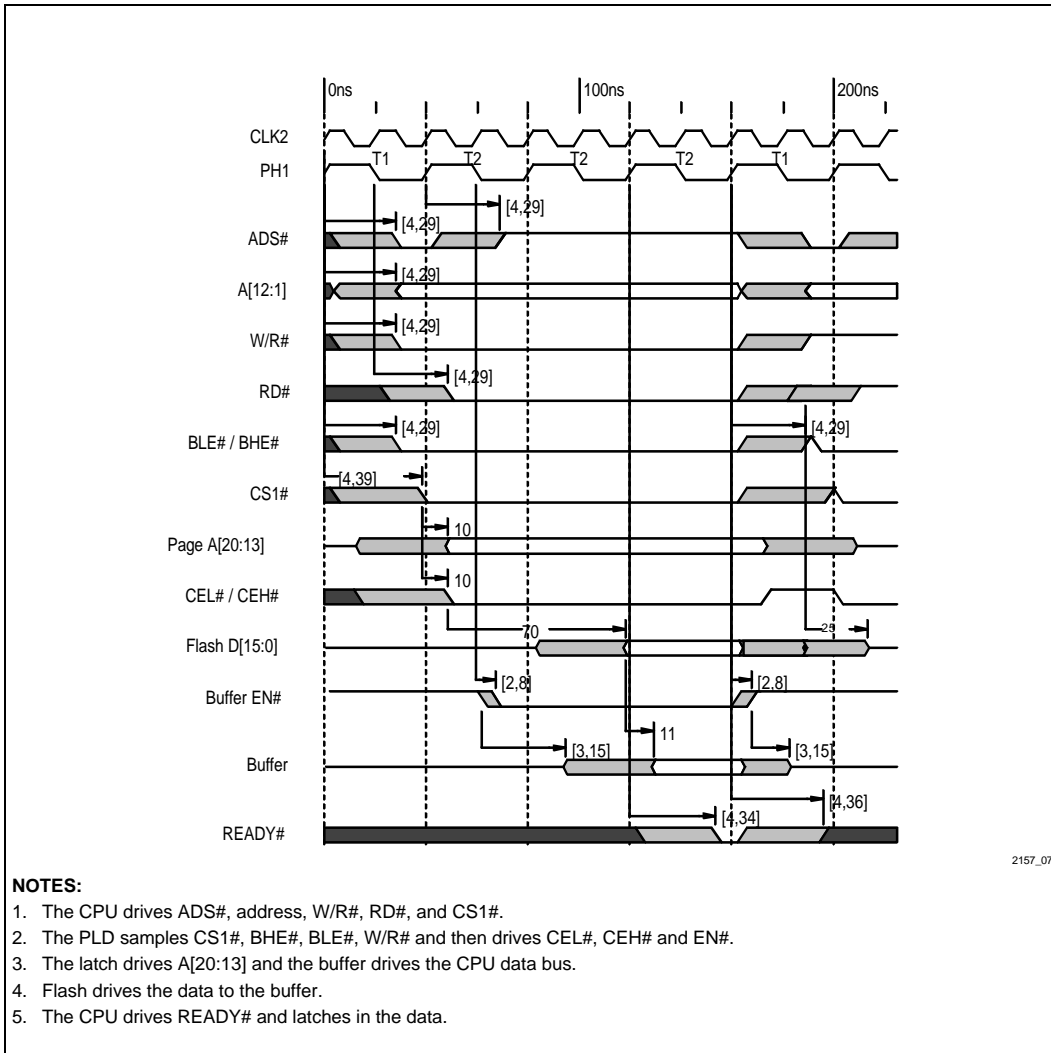 0ns 100ns 200ns
CLK2
PH1 T1 T2 T2 T2 T1
[4,29]
ADS# [4,29]
A[12:1] [4,29]
W/R# [4,29]
[4,29]
RD#
BLE# / BHE# [4,29] [4,29]
[4,39]
CS1#
Page A[20:13] 10
CEL# / CEH# 10
Flash D[15:0] 70 25
Buffer EN# [2,8] [2,8]
11
Buffer [3,15] [3,15]
[4,34] [4,36]
READY#
2157_07
NOTES:
1. The CPU drives ADS#, address, W/R#, RD#, and CS1#.
2. The PLD samples CS1#, BHE#, BLE#, W/R# and then drives CEL#, CEH# and EN#.
3. The latch drives A[20:13] and the buffer drives the CPU data bus.
4. Flash drives the data to the buffer.
5. The CPU drives READY# and latches in the data.